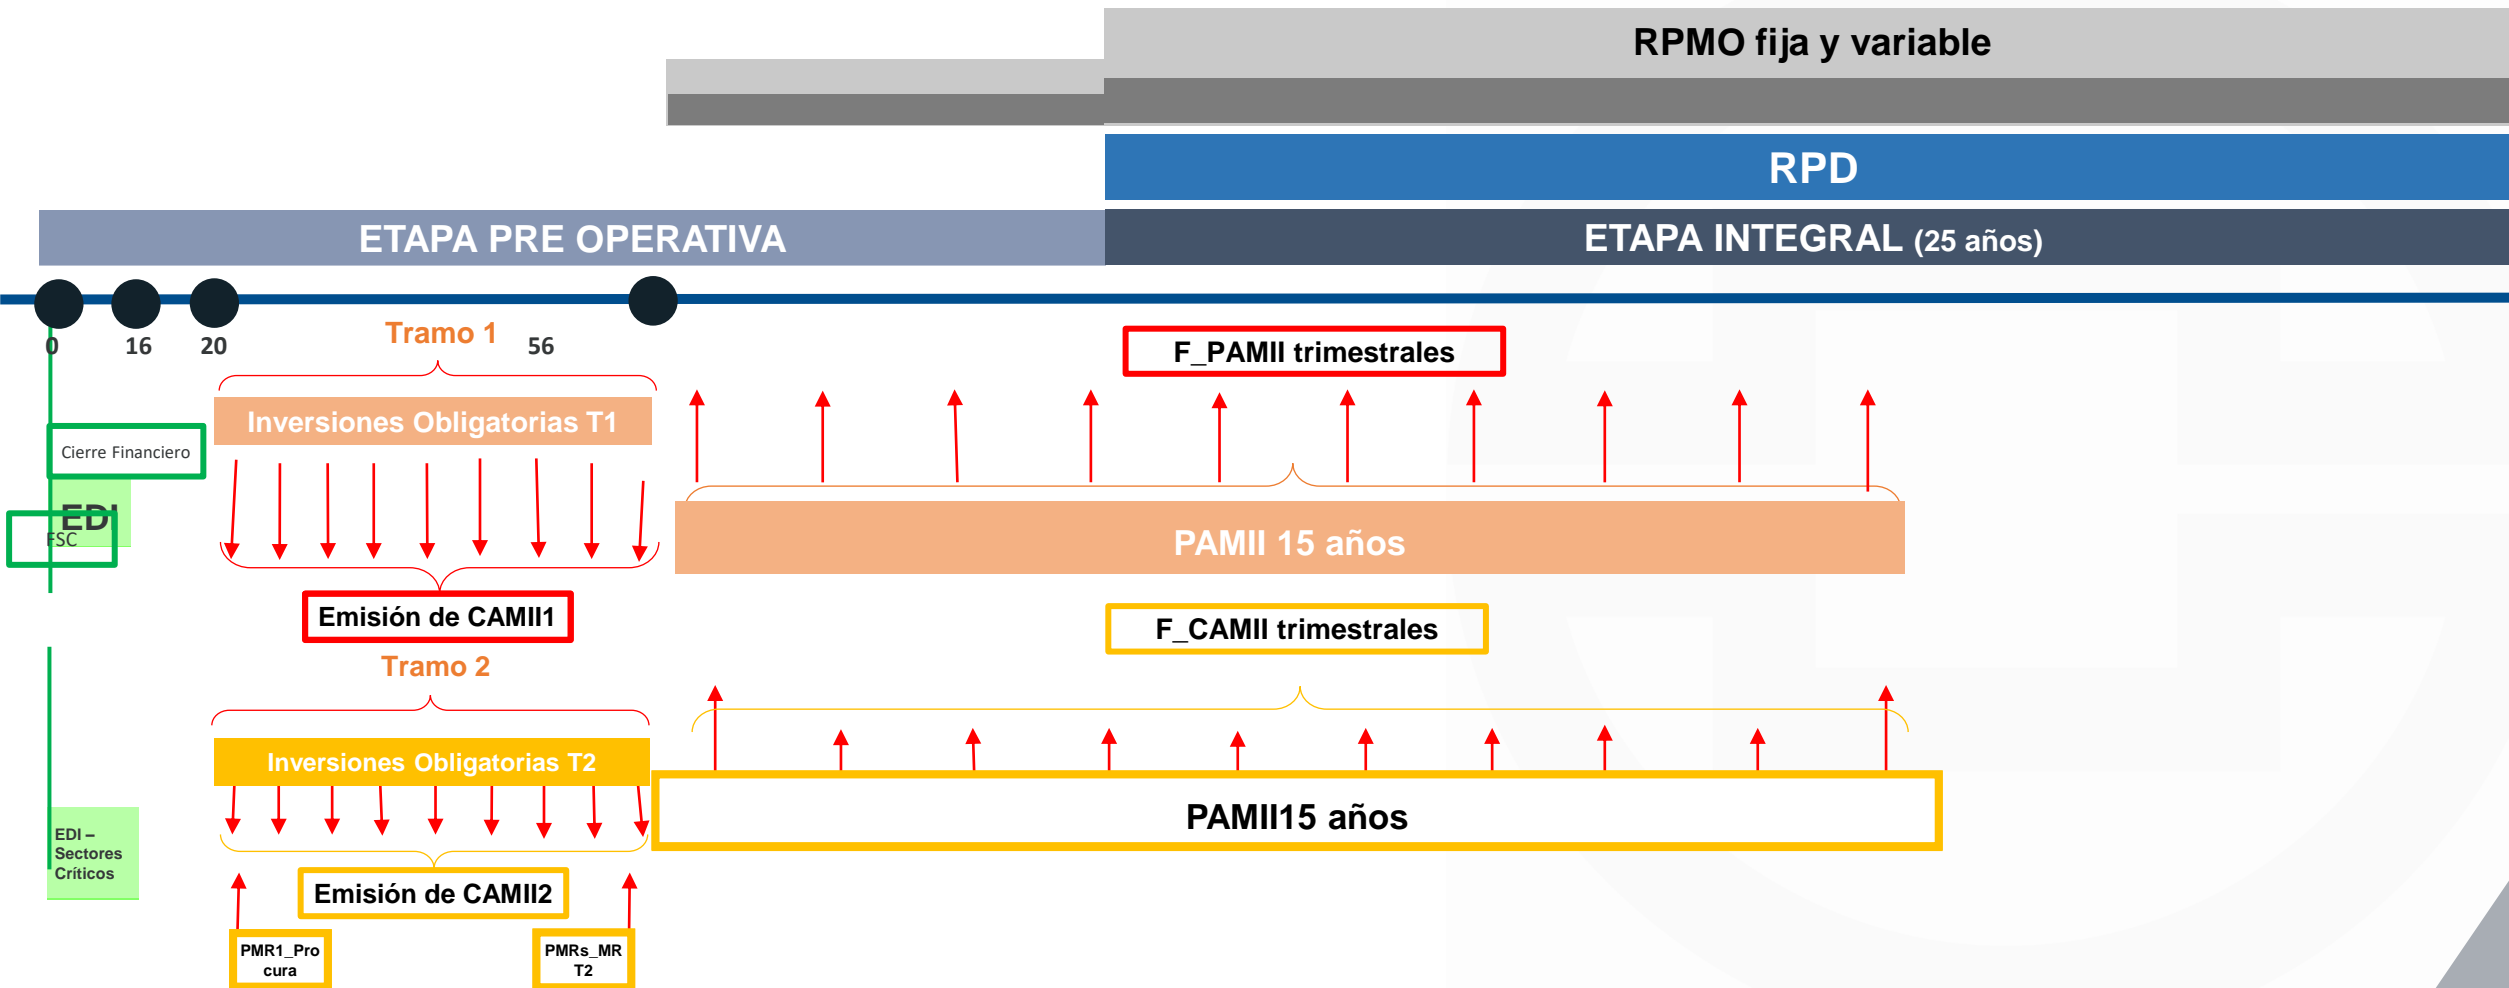 RPMO fija y variable
RPD
ETAPA PRE OPERATIVA
ETAPA INTEGRAL (25 años)
0
16
20
Tramo 1
56
F_PAMII trimestrales
Inversiones Obligatorias T1
Cierre Financiero
EDI
FSC
PAMII 15 años
Emisión de CAMII1
F_CAMII trimestrales
Tramo 2
Inversiones Obligatorias T2
PAMII15 años
EDI –
Sectores
Críticos
Emisión de CAMII2
PMR1_Pro
cura
PMRs_MR
T2